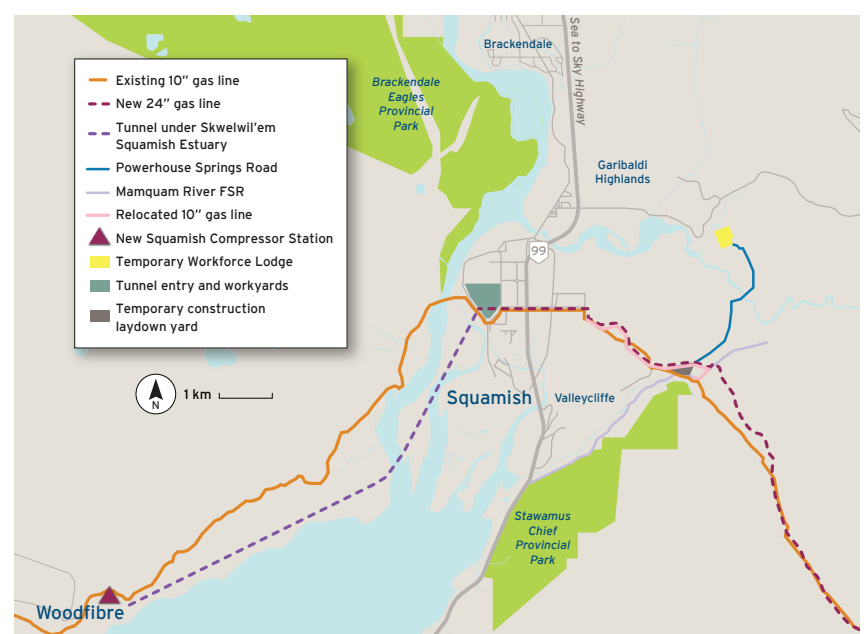 Existing 10” gas line
New 24” gas line
Tunnel under Skwelwil’em
Squamish Estuary
Powerhouse Springs Road
Mamquam River FSR
Relocated 10” gas line
New Squamish Compressor Station
Temporary Workforce Lodge
Tunnel entry and workyards
Temporary construction
laydown yard
N
1 km
Brackendale
Sea to Sky Highway
Brackendale
Eagles
Provincial
Park
Garibaldi
Highlands
99
Squamish
Valleycliffe
Stawamus
Chief
Provincial
Park
Woodfibre